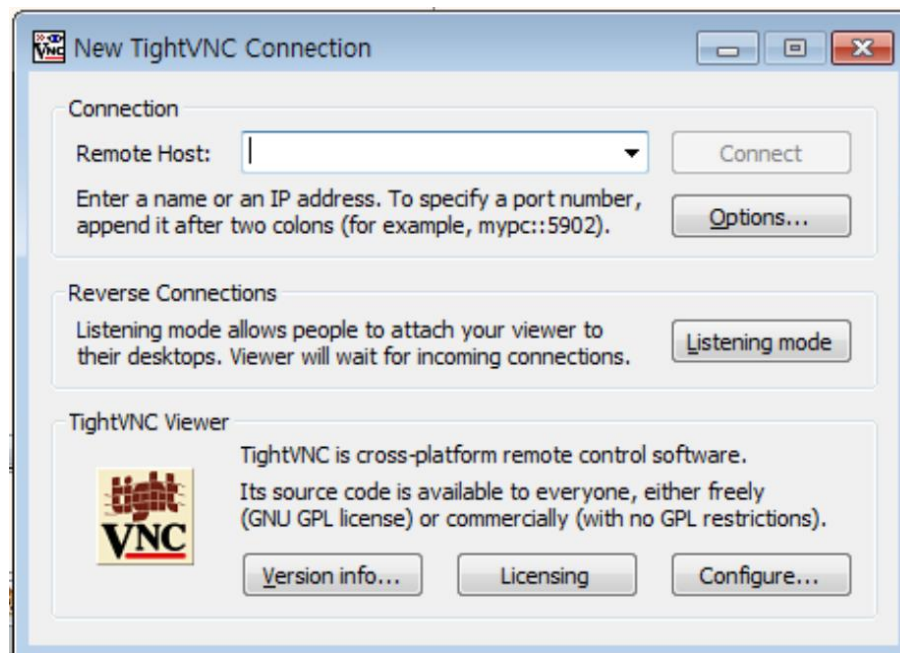 New TightVNC Connection
Connection
Remote Host:
Connect
Enter a name or an IP address. To specify a port number,
append it after two colons (for example, mypc::5902).
Options...
Reverse Connections
Listening mode allows people to attach your viewer to
their desktops. Viewer will wait for incoming connections.
Listening mode
TightVNC Viewer
TightVNC is cross-platform remote control software.
Its source code is available to everyone, either freely
(GNU GPL license) or commercially (with no GPL restrictions).
tight
VNC
Version info...
Licensing
Configure...